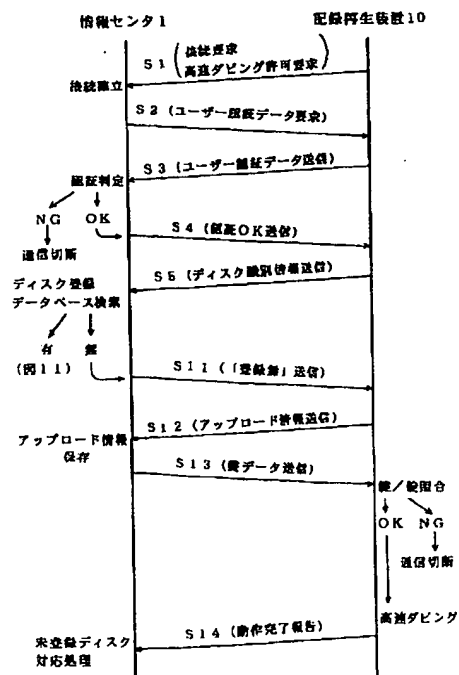 情報センタ1
記録再生装置10
S1 (接続要求
高速ダビング許可要求)
接続確立
S2 (ユーザー認証データ要求)
S3 (ユーザー認証データ送信)
認証判定
NG OK
S4 (認証OK送信)
通信切断
S5 (ディスク識別情報送信)
ディスク登録
データベース検索
有 無
(図11)
S11 (「登録無」送信)
S12 (アップロード情報送信)
アップロード情報
保存
S13 (鍵データ送信)
鍵/錠照合
OK NG
通信切断
高速ダビング
S14 (動作完了報告)
未登録ディスク
対応処理